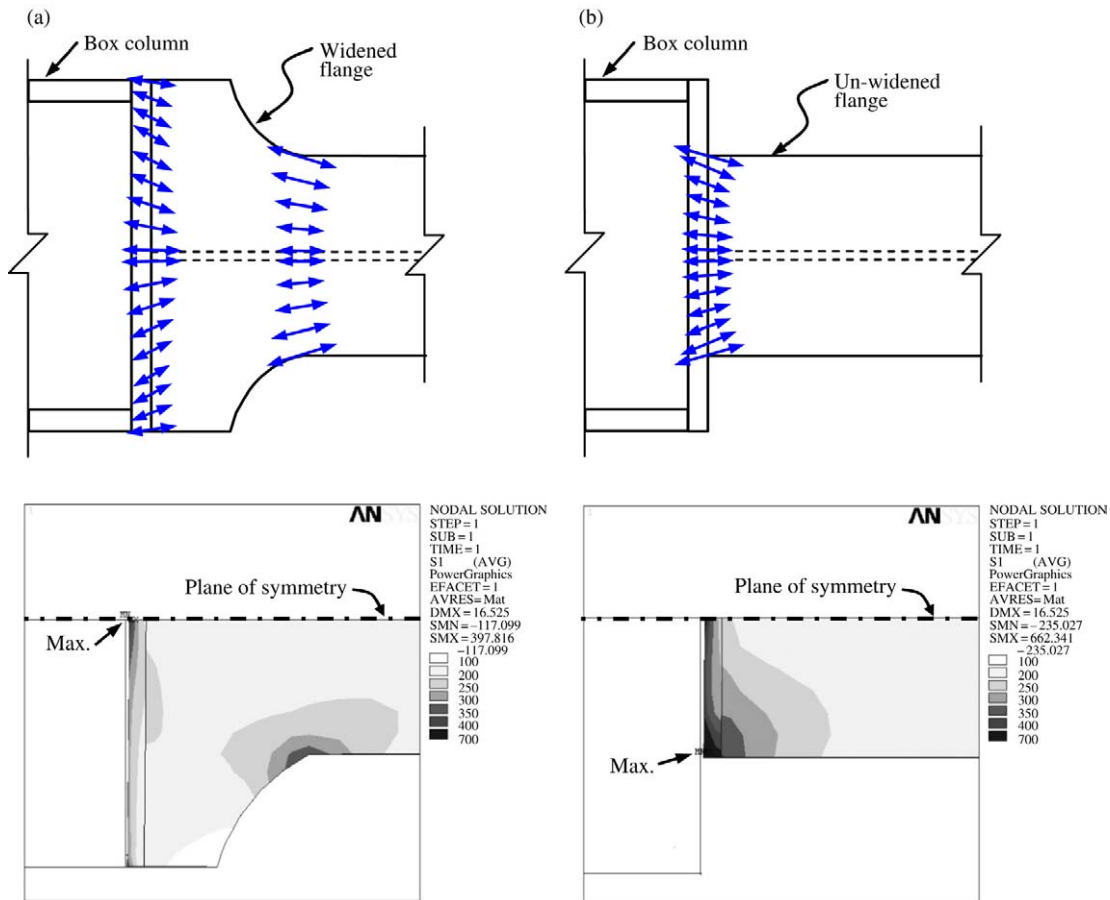 (a)
Box column
Widened
flange
(b)
Box column
Un-widened
flange
1
ANSYS
Plane of symmetry
Max.
NODAL SOLUTION
STEP=1
SUB=1
TIME=1
S1 (AVG)
PowerGraphics
EFACET=1
AVRES=Mat
DMX=16.525
SMN=-117.099
SMX=397.816
-117.099
100
200
250
300
350
400
700
1
ANSYS
Plane of symmetry
Max.
NODAL SOLUTION
STEP=1
SUB=1
TIME=1
S1 (AVG)
PowerGraphics
EFACET=1
AVRES=Mat
DMX=16.525
SMN=-235.027
SMX=662.341
-235.027
100
200
250
300
350
400
700